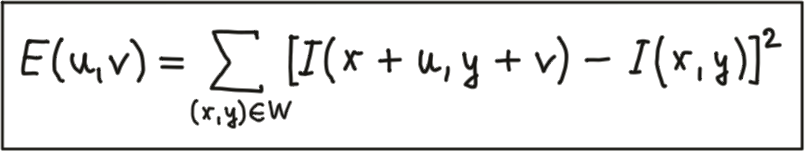 E(u,v) = ∑_{(x,y)∈W} [I(x + u, y + v) − I(x,y)]²